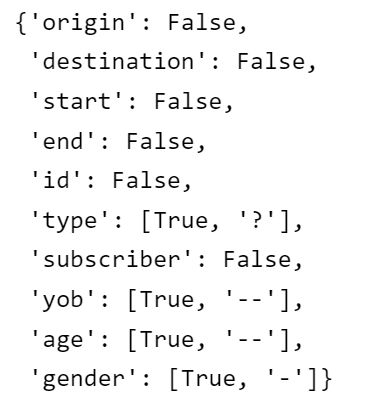 {'origin': False,
 'destination': False,
 'start': False,
 'end': False,
 'id': False,
 'type': [True, '?'],
 'subscriber': False,
 'yob': [True, '--'],
 'age': [True, '--'],
 'gender': [True, '-']}